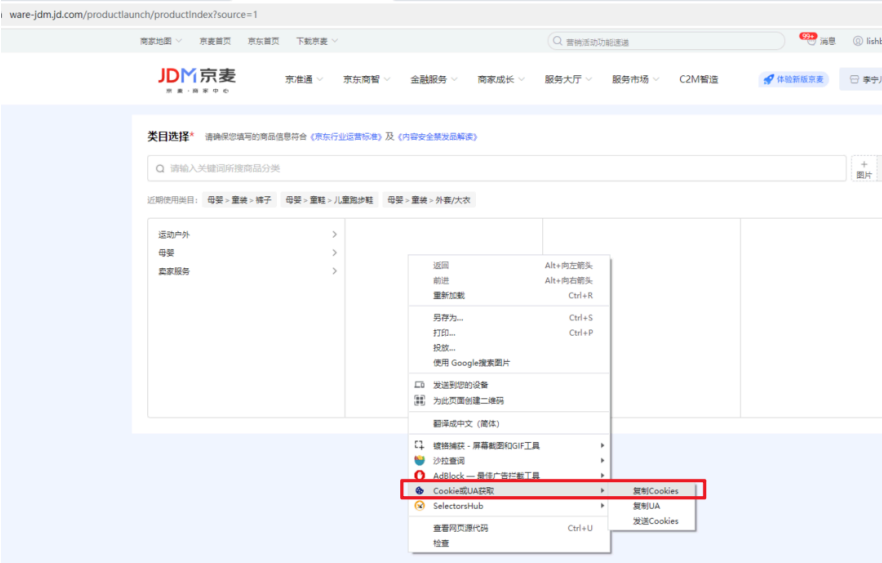 ware-jdm.jd.com/productlaunch/productIndex?source=1
商家地图 京麦首页 京东首页 下载京麦 营销活动功能速递 99+ 消息 lishb
JDM京麦 京准通 京东商智 金融服务 商家成长 服务大厅 服务市场 C2M智造 体验新版京麦 李宁儿
京麦·商家中心
类目选择* 请确保您填写的商品信息符合《京东行业运营标准》及《内容安全禁发品解读》
请输入关键词所搜商品分类
+
图片
近期使用类目: 母婴>童装>裤子 母婴>童鞋>儿童跑步鞋 母婴>童装>外套/大衣
运动户外
母婴
卖家服务
返回 Alt+向左箭头
前进 Alt+向右箭头
重新加载 Ctrl+R
另存为... Ctrl+S
打印... Ctrl+P
投放...
使用 Google搜索图片
发送到您的设备
为此页面创建二维码
翻译成中文（简体）
镀铬捕获 - 屏幕截图和GIF工具
沙拉查词
AdBlock — 最佳广告拦截工具
Cookie或UA获取 复制Cookies
SelectorsHub 复制UA
发送Cookies
查看网页源代码 Ctrl+U
检查